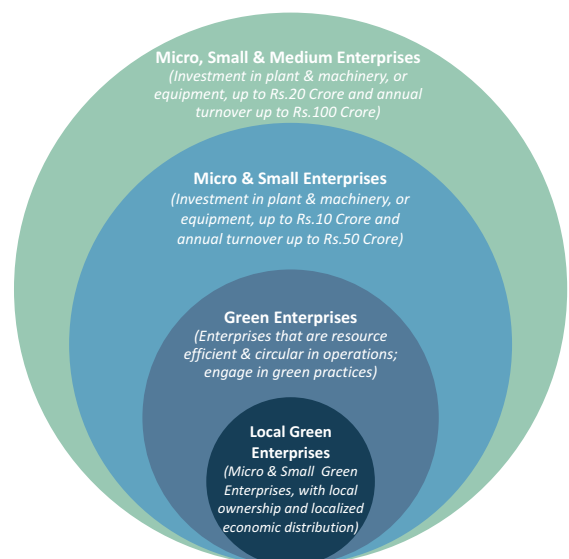 Micro, Small & Medium Enterprises
(Investment in plant & machinery, or
equipment, up to Rs.20 Crore and annual
turnover up to Rs.100 Crore)
Micro & Small Enterprises
(Investment in plant & machinery, or
equipment, up to Rs.10 Crore and
annual turnover up to Rs.50 Crore)
Green Enterprises
(Enterprises that are resource
efficient & circular in operations;
engage in green practices)
Local Green
Enterprises
(Micro & Small Green
Enterprises, with local
ownership and localized
economic distribution)